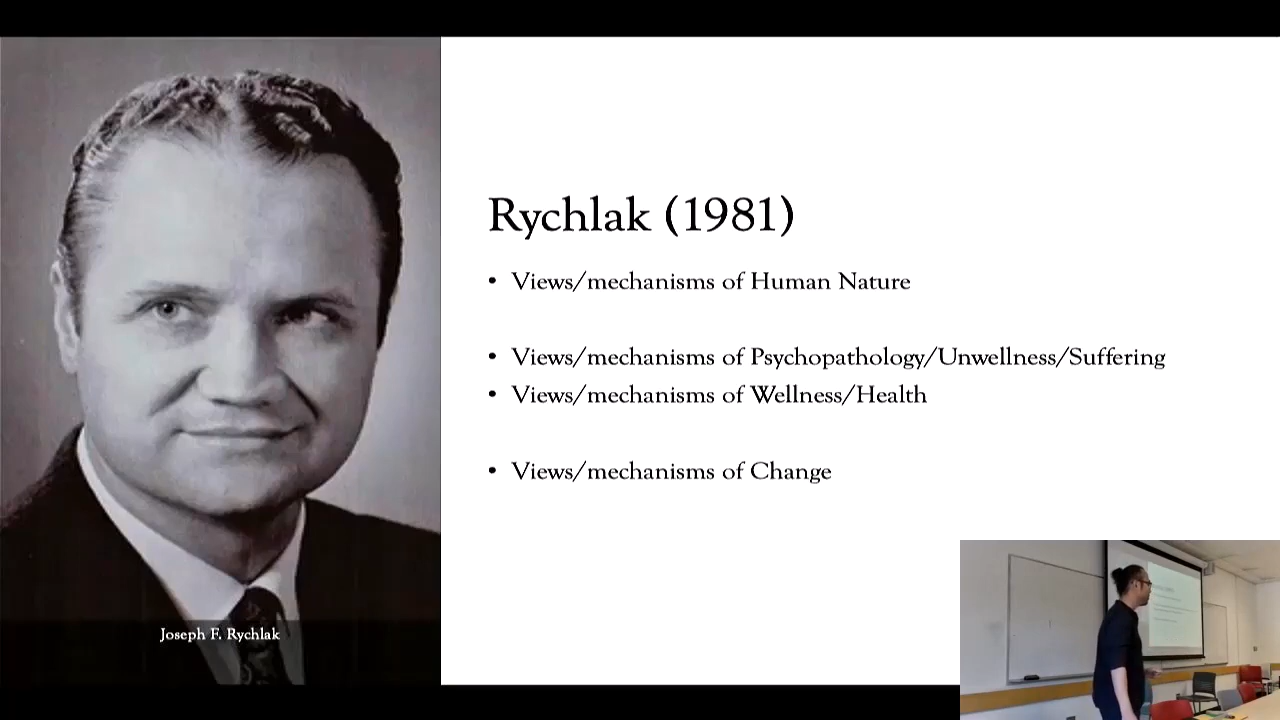 Rychlak (1981)
• Views/mechanisms of Human Nature
• Views/mechanisms of Psychopathology/Unwellness/Suffering
• Views/mechanisms of Wellness/Health
• Views/mechanisms of Change
Joseph F. Rychlak